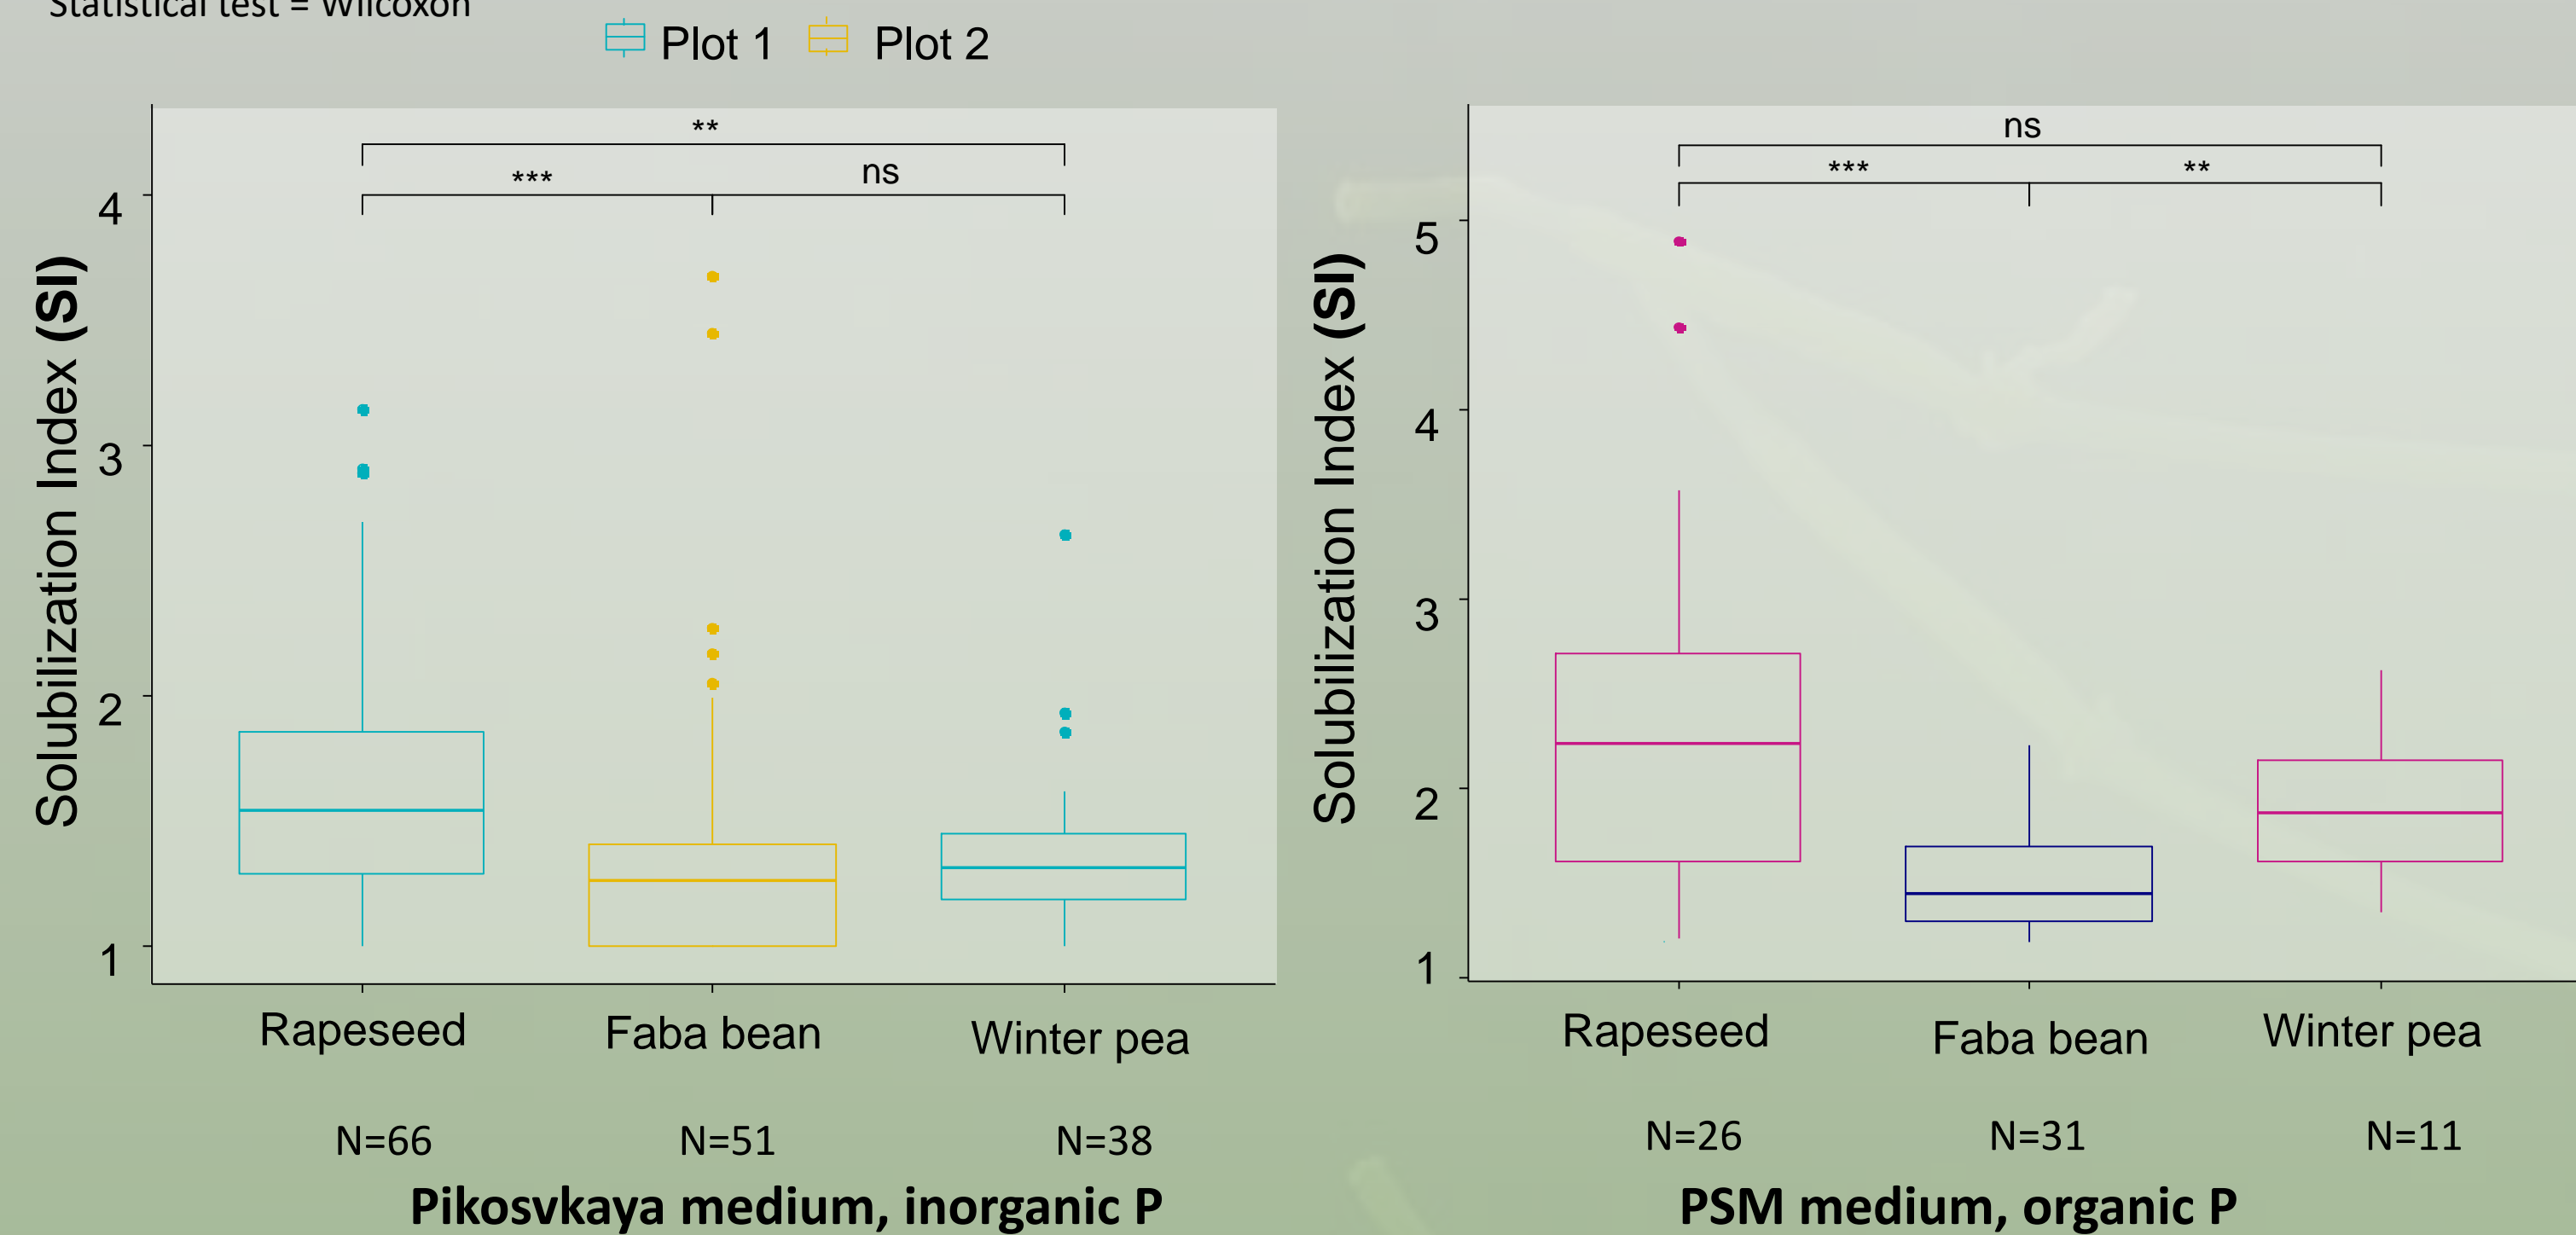 Statistical test = Wilcoxon
Plot 1 Plot 2
**
*** ns
4
3
2
1
Solubilization Index (SI)
Rapeseed Faba bean Winter pea
N=66 N=51 N=38
Pikosvkaya medium, inorganic P
ns
*** **
5
4
3
2
1
Solubilization Index (SI)
Rapeseed Faba bean Winter pea
N=26 N=31 N=11
PSM medium, organic P